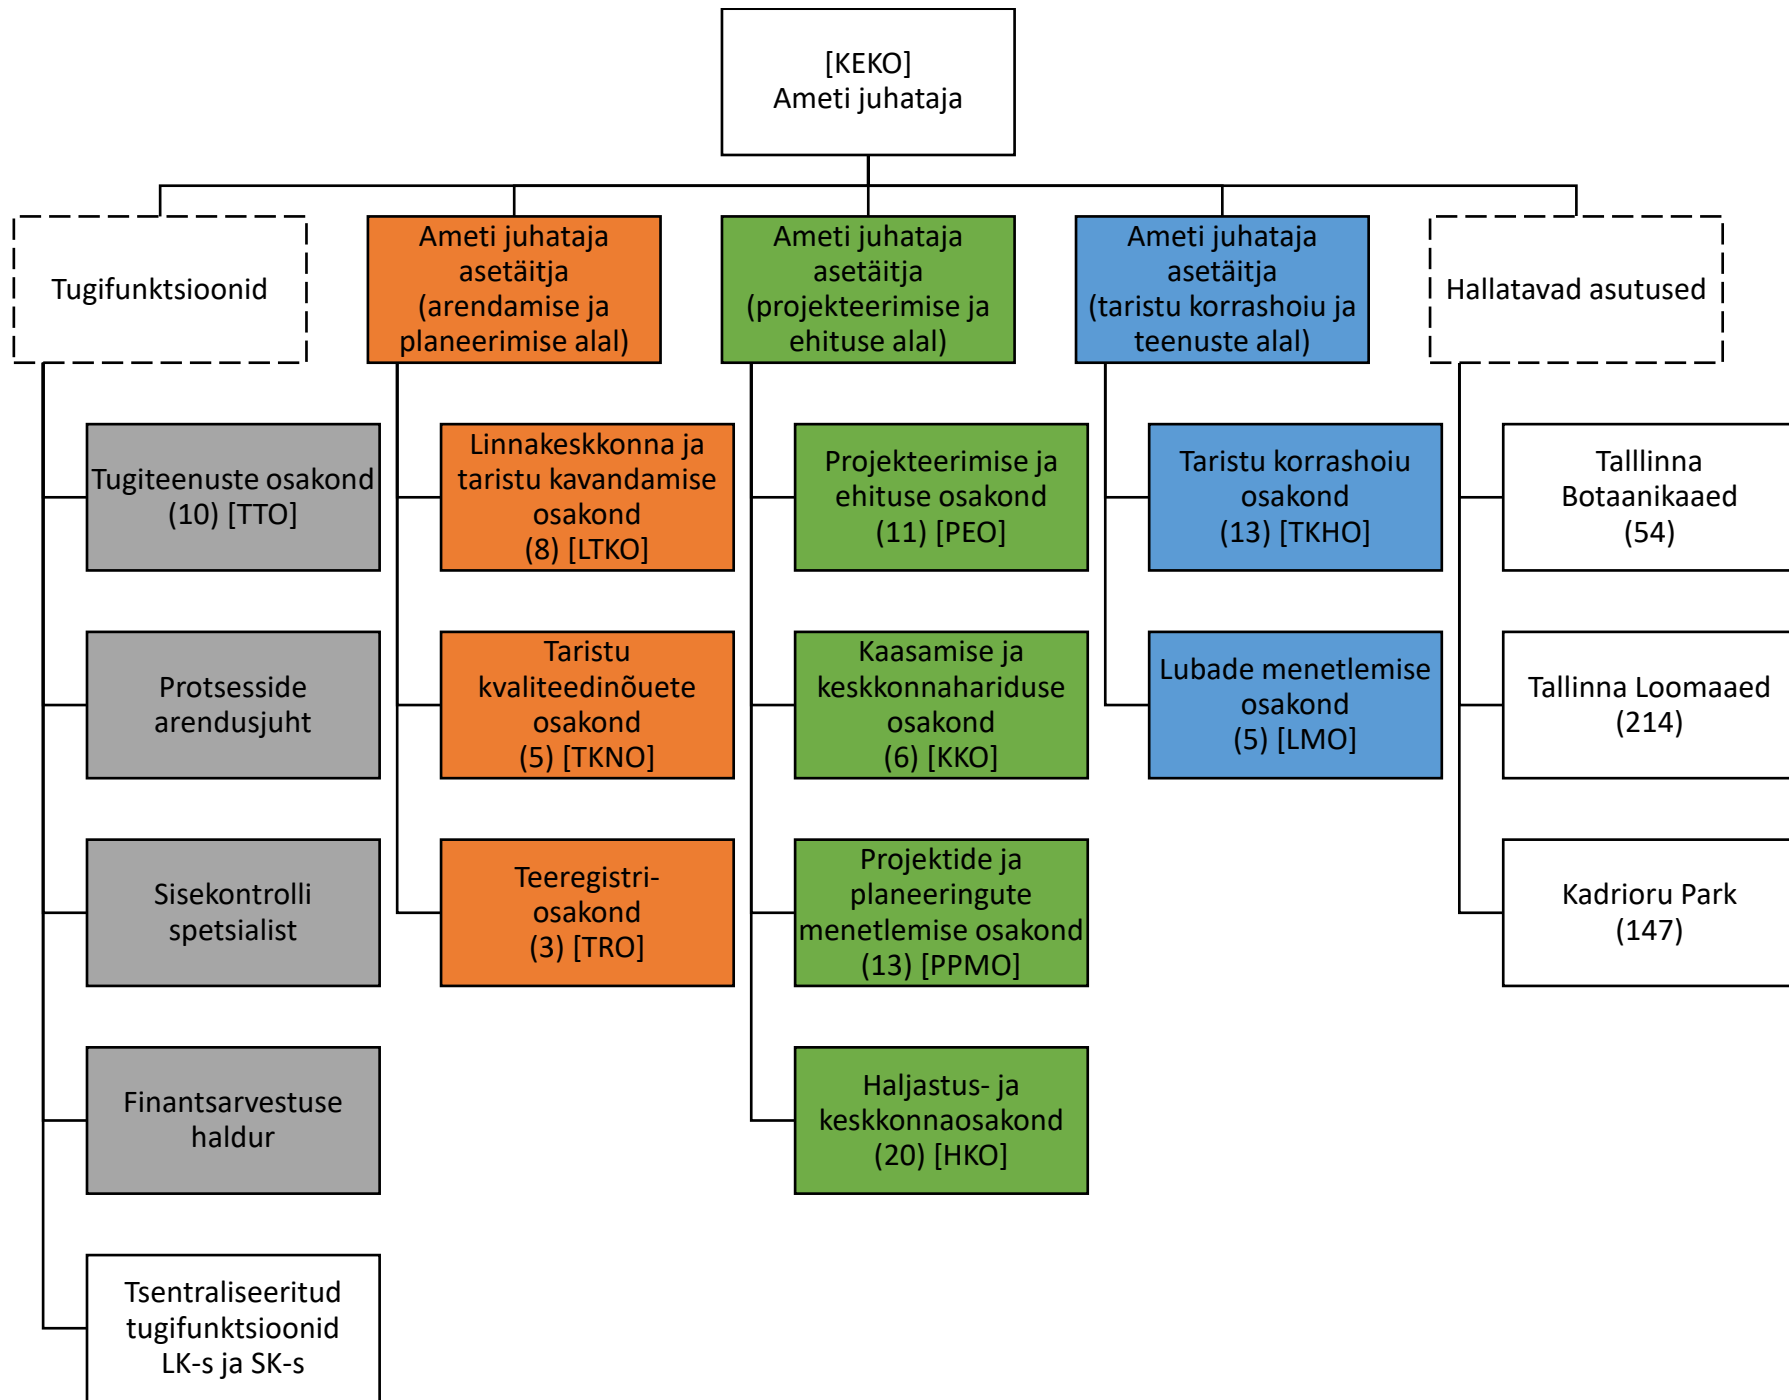 [KEKO]
Ameti juhataja
Tugifunktsioonid
Ameti juhataja
asetäitja
(arendamise ja
planeerimise alal)
Ameti juhataja
asetäitja
(projekteerimise ja
ehituse alal)
Ameti juhataja
asetäitja
(taristu korrashoiu ja
teenuste alal)
Hallatavad asutused
Tugiteenuste osakond
(10) [TTO]
Linnakeskkonna ja
taristu kavandamise
osakond
(8) [LTKO]
Projekteerimise ja
ehituse osakond
(11) [PEO]
Taristu korrashoiu
osakond
(13) [TKHO]
Talllinna
Botaanikaaed
(54)
Protsesside
arendusjuht
Taristu
kvaliteedinõuete
osakond
(5) [TKNO]
Kaasamise ja
keskkonnahariduse
osakond
(6) [KKO]
Lubade menetlemise
osakond
(5) [LMO]
Tallinna Loomaaed
(214)
Sisekontrolli
spetsialist
Teeregistri-
osakond
(3) [TRO]
Projektide ja
planeeringute
menetlemise osakond
(13) [PPMO]
Kadrioru Park
(147)
Finantsarvestuse
haldur
Haljastus- ja
keskkonnaosakond
(20) [HKO]
Tsentraliseeritud
tugifunktsioonid
LK-s ja SK-s